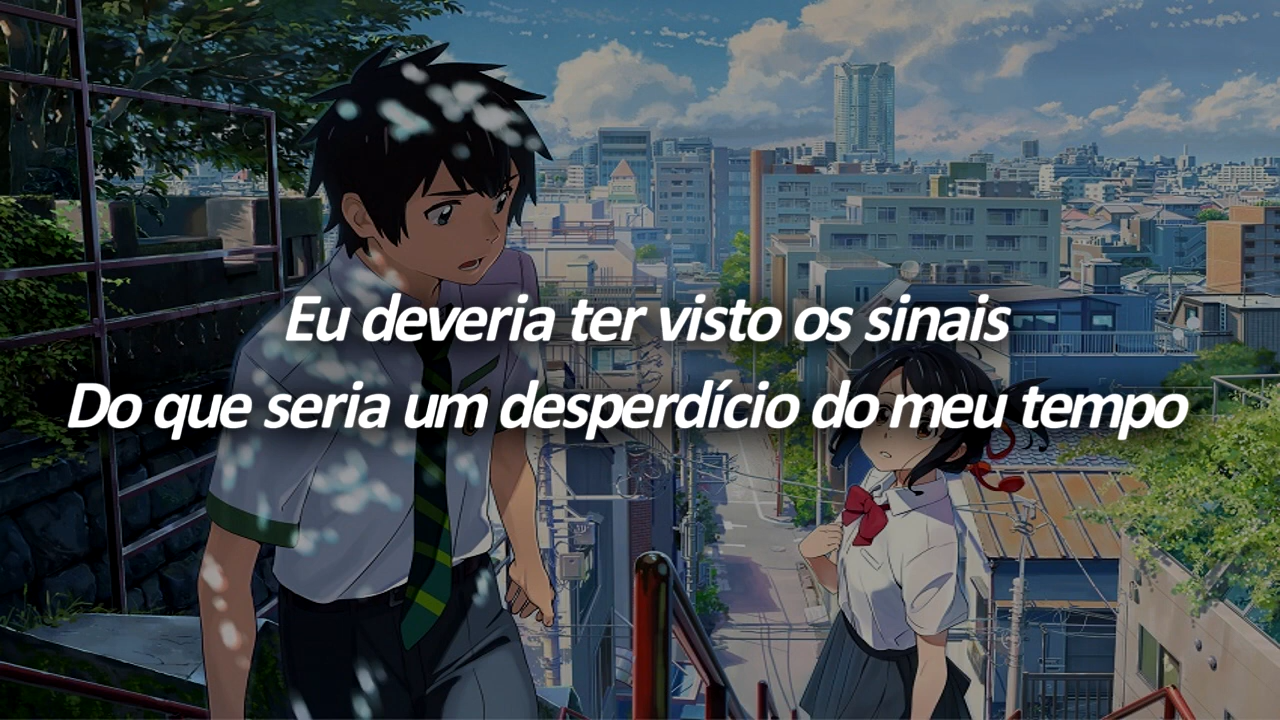 Eu deveria ter visto os sinais
Do que seria um desperdício do meu tempo